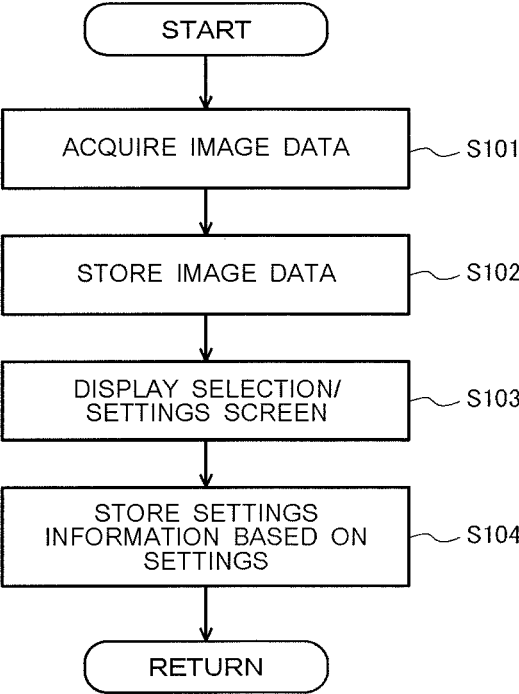 START
ACQUIRE IMAGE DATA
S101
STORE IMAGE DATA
S102
DISPLAY SELECTION/
SETTINGS SCREEN
S103
STORE SETTINGS
INFORMATION BASED ON
SETTINGS
S104
RETURN